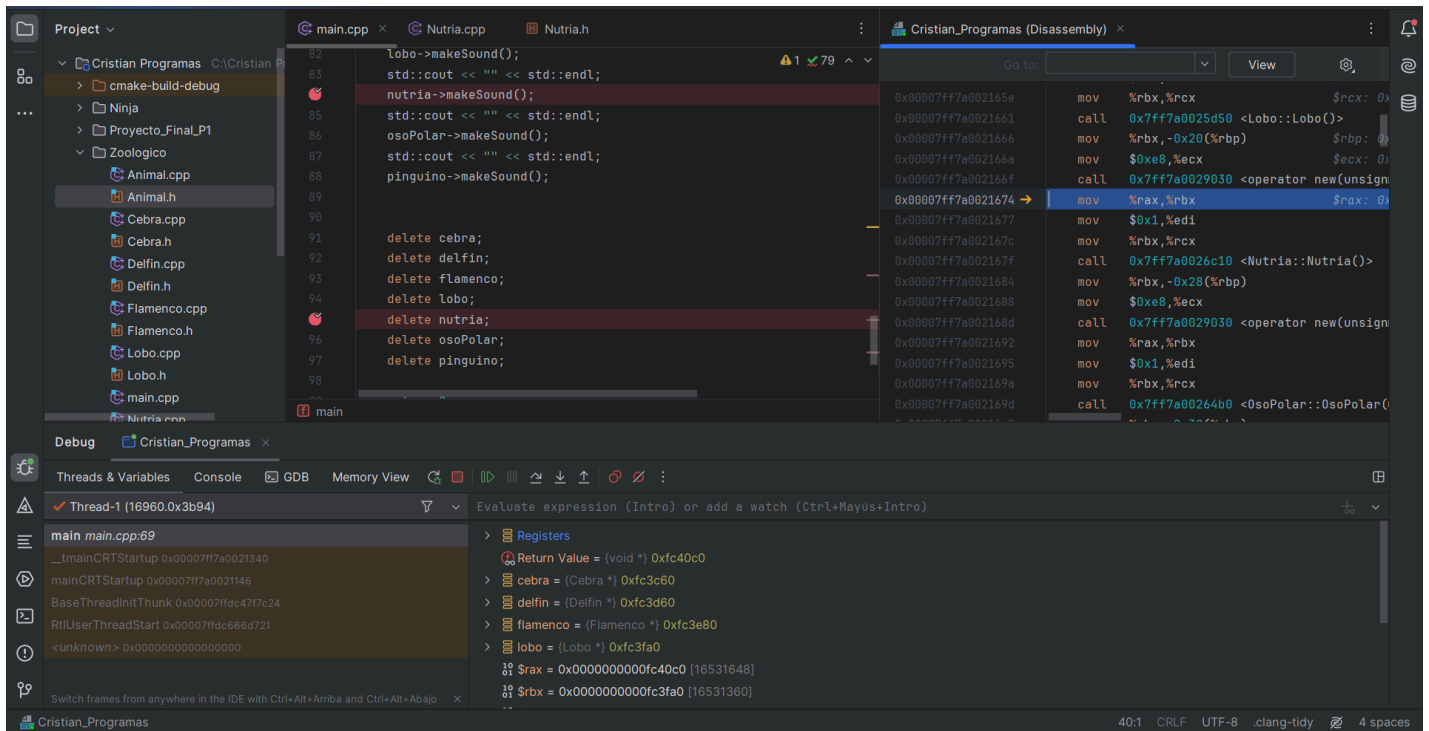 Project
Cristian Programas C:\Cristian P
cmake-build-debug
Ninja
Proyecto_Final_P1
Zoologico
Animal.cpp
Animal.h
Cebra.cpp
Cebra.h
Delfin.cpp
Delfin.h
Flamenco.cpp
Flamenco.h
Lobo.cpp
Lobo.h
main.cpp
Nutria.cpp
main.cpp Nutria.cpp Nutria.h
1 79
82 lobo->makeSound();
83 std::cout << "" << std::endl;
nutria->makeSound();
85 std::cout << "" << std::endl;
86 osoPolar->makeSound();
87 std::cout << "" << std::endl;
88 pinguino->makeSound();
89
90
91 delete cebra;
92 delete delfin;
93 delete flamenco;
94 delete lobo;
delete nutria;
96 delete osoPolar;
97 delete pinguino;
98
main
Cristian_Programas (Disassembly)
Go to: View
0x00007ff7a002165e mov %rbx,%rcx $rcx: 0x
0x00007ff7a0021661 call 0x7ff7a0025d50 <Lobo::Lobo()>
0x00007ff7a0021666 mov %rbx,-0x20(%rbp) $rbp: 0
0x00007ff7a002166a mov $0xe8,%ecx $ecx: 0x
0x00007ff7a002166f call 0x7ff7a0029030 <operator new(unsign
0x00007ff7a0021674 mov %rax,%rbx $rax: 0x
0x00007ff7a0021677 mov $0x1,%edi
0x00007ff7a002167c mov %rbx,%rcx
0x00007ff7a002167f call 0x7ff7a0026c10 <Nutria::Nutria()>
0x00007ff7a0021684 mov %rbx,-0x28(%rbp)
0x00007ff7a0021688 mov $0xe8,%ecx
0x00007ff7a002168d call 0x7ff7a0029030 <operator new(unsign
0x00007ff7a0021692 mov %rax,%rbx
0x00007ff7a0021695 mov $0x1,%edi
0x00007ff7a002169a mov %rbx,%rcx
0x00007ff7a002169d call 0x7ff7a00264b0 <OsoPolar::OsoPolar(
Debug Cristian_Programas
Threads & Variables Console GDB Memory View
Thread-1 (16960.0x3b94)
main main.cpp:69
__tmainCRTStartup 0x00007ff7a0021340
mainCRTStartup 0x00007ff7a0021146
BaseThreadInitThunk 0x00007ffdc47f7c24
RtlUserThreadStart 0x00007ffdc666d721
<unknown> 0x0000000000000000
Switch frames from anywhere in the IDE with Ctrl+Alt+Arriba and Ctrl+Alt+Abajo
Evaluate expression (Intro) or add a watch (Ctrl+Mayús+Intro)
Registers
Return Value = {void *} 0xfc40c0
cebra = {Cebra *} 0xfc3c60
delfin = {Delfin *} 0xfc3d60
flamenco = {Flamenco *} 0xfc3e80
lobo = {Lobo *} 0xfc3fa0
$rax = 0x0000000000fc40c0 [16531648]
$rbx = 0x0000000000fc3fa0 [16531360]
Cristian_Programas
40:1 CRLF UTF-8 .clang-tidy 4 spaces